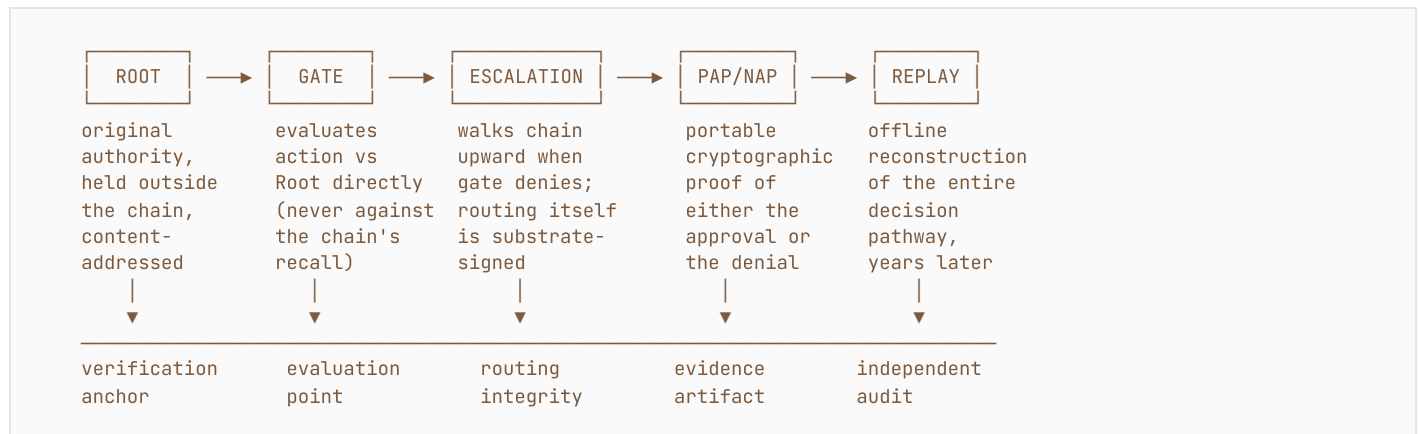 ROOT GATE ESCALATION PAP/NAP REPLAY
original evaluates walks chain portable offline
authority, action vs upward when cryptographic reconstruction
held outside Root directly gate denies; proof of of the entire
the chain, (never against routing itself either the decision
content- the chain's is substrate- approval or pathway,
addressed recall) signed the denial years later
verification evaluation routing evidence independent
anchor point integrity artifact audit